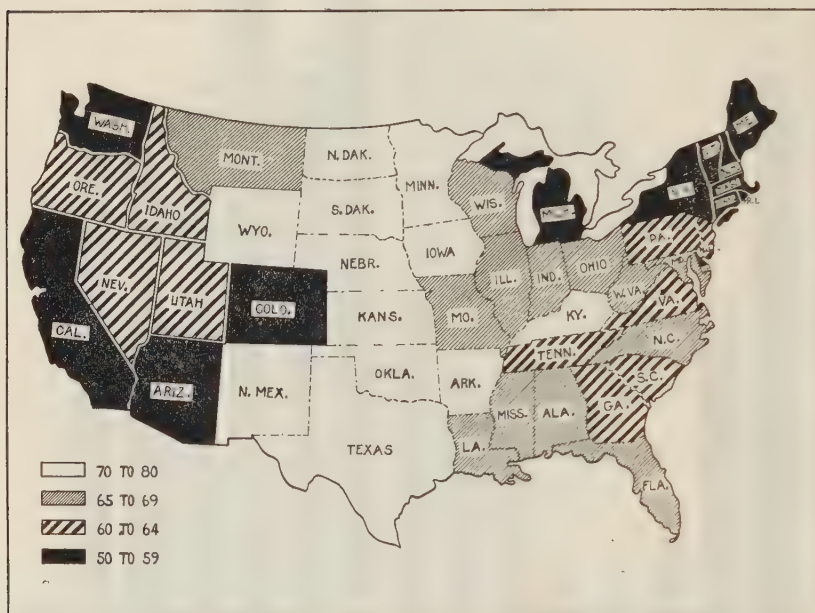 WASH.
MONT.
N. DAK.
MINN.
ME.
ORE.
IDAHO
S. DAK.
WIS.
WYO.
R.I.
IOWA
PA.
NEBR.
NEV.
UTAH
ILL.
IND.
OHIO
W. VA.
VA.
COLO.
KANS.
MO.
KY.
CAL.
N.C.
TENN.
ARIZ.
N. MEX.
OKLA.
ARK.
S.C.
MISS.
ALA.
GA.
TEXAS
LA.
FLA.
70 TO 80
65 TO 69
60 TO 64
50 TO 59